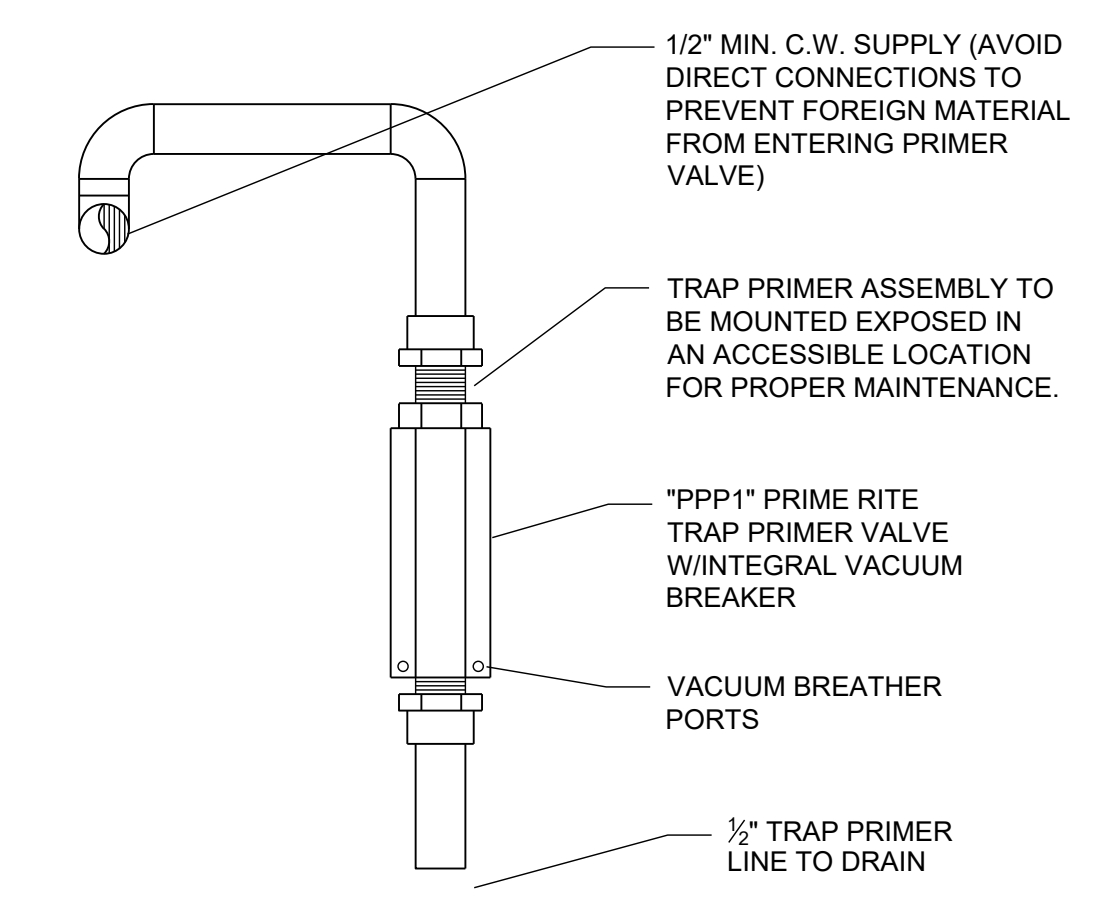 1/2" MIN. C.W. SUPPLY (AVOID
DIRECT CONNECTIONS TO
PREVENT FOREIGN MATERIAL
FROM ENTERING PRIMER
VALVE)
TRAP PRIMER ASSEMBLY TO
BE MOUNTED EXPOSED IN
AN ACCESSIBLE LOCATION
FOR PROPER MAINTENANCE.
"PPP1" PRIME RITE
TRAP PRIMER VALVE
W/INTEGRAL VACUUM
BREAKER
VACUUM BREATHER
PORTS
½" TRAP PRIMER
LINE TO DRAIN